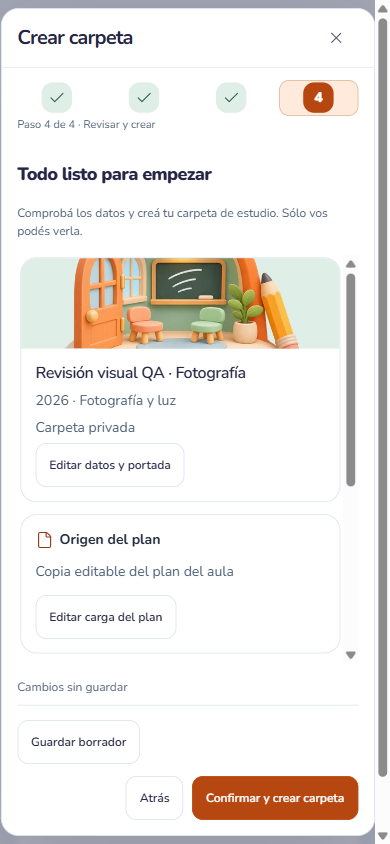 Crear carpeta
4
Paso 4 de 4 · Revisar y crear
Todo listo para empezar
Comprobá los datos y creá tu carpeta de estudio. Sólo vos
podés verla.
Revisión visual QA · Fotografía
2026 · Fotografía y luz
Carpeta privada
Editar datos y portada
Origen del plan
Copia editable del plan del aula
Editar carga del plan
Cambios sin guardar
Guardar borrador
Atrás
Confirmar y crear carpeta